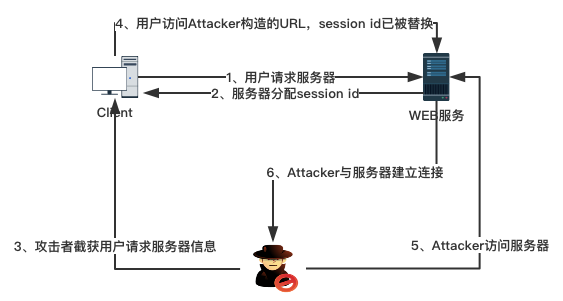 4、用户访问Attacker构造的URL，session id已被替换
1、用户请求服务器
2、服务器分配session id
Client
WEB服务
6、Attacker与服务器建立连接
3、攻击者截获用户请求服务器信息
5、Attacker访问服务器